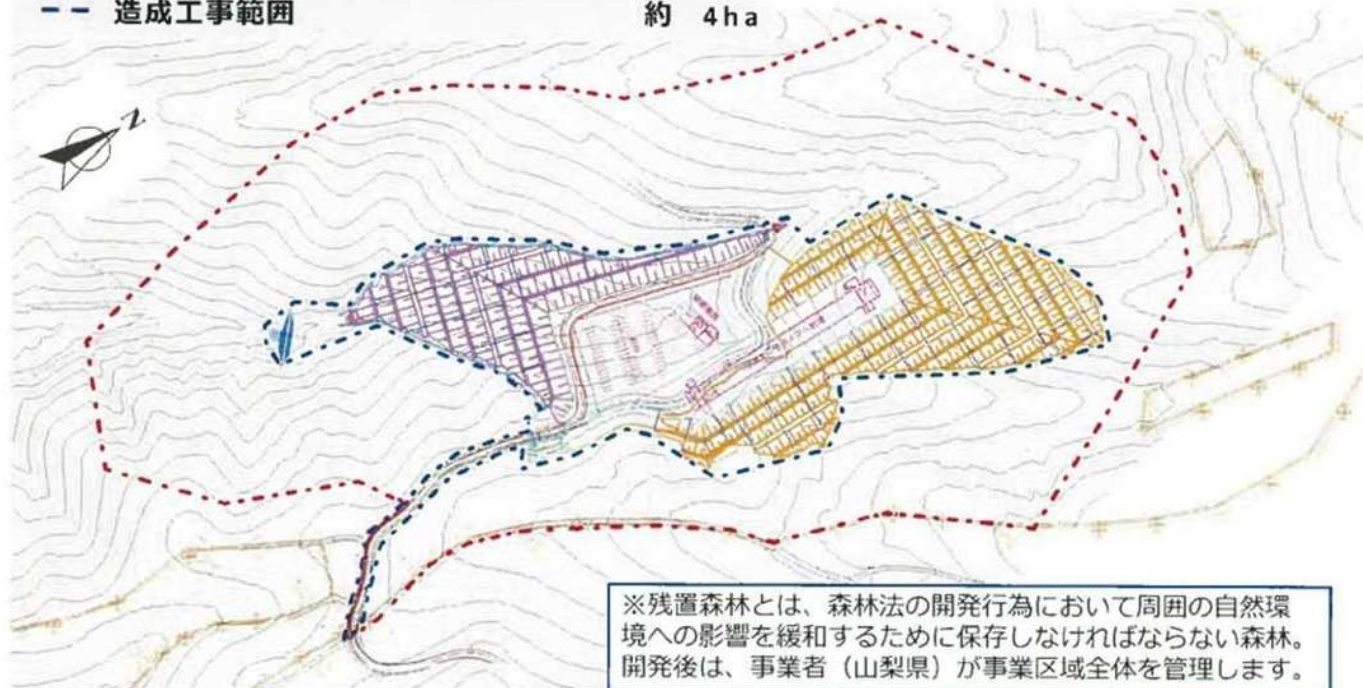 造成工事範囲
約 4ha
N
※残置森林とは、森林法の開発行為において周囲の自然環
境への影響を緩和するために保存しなければならない森林。
開発後は、事業者（山梨県）が事業区域全体を管理します。